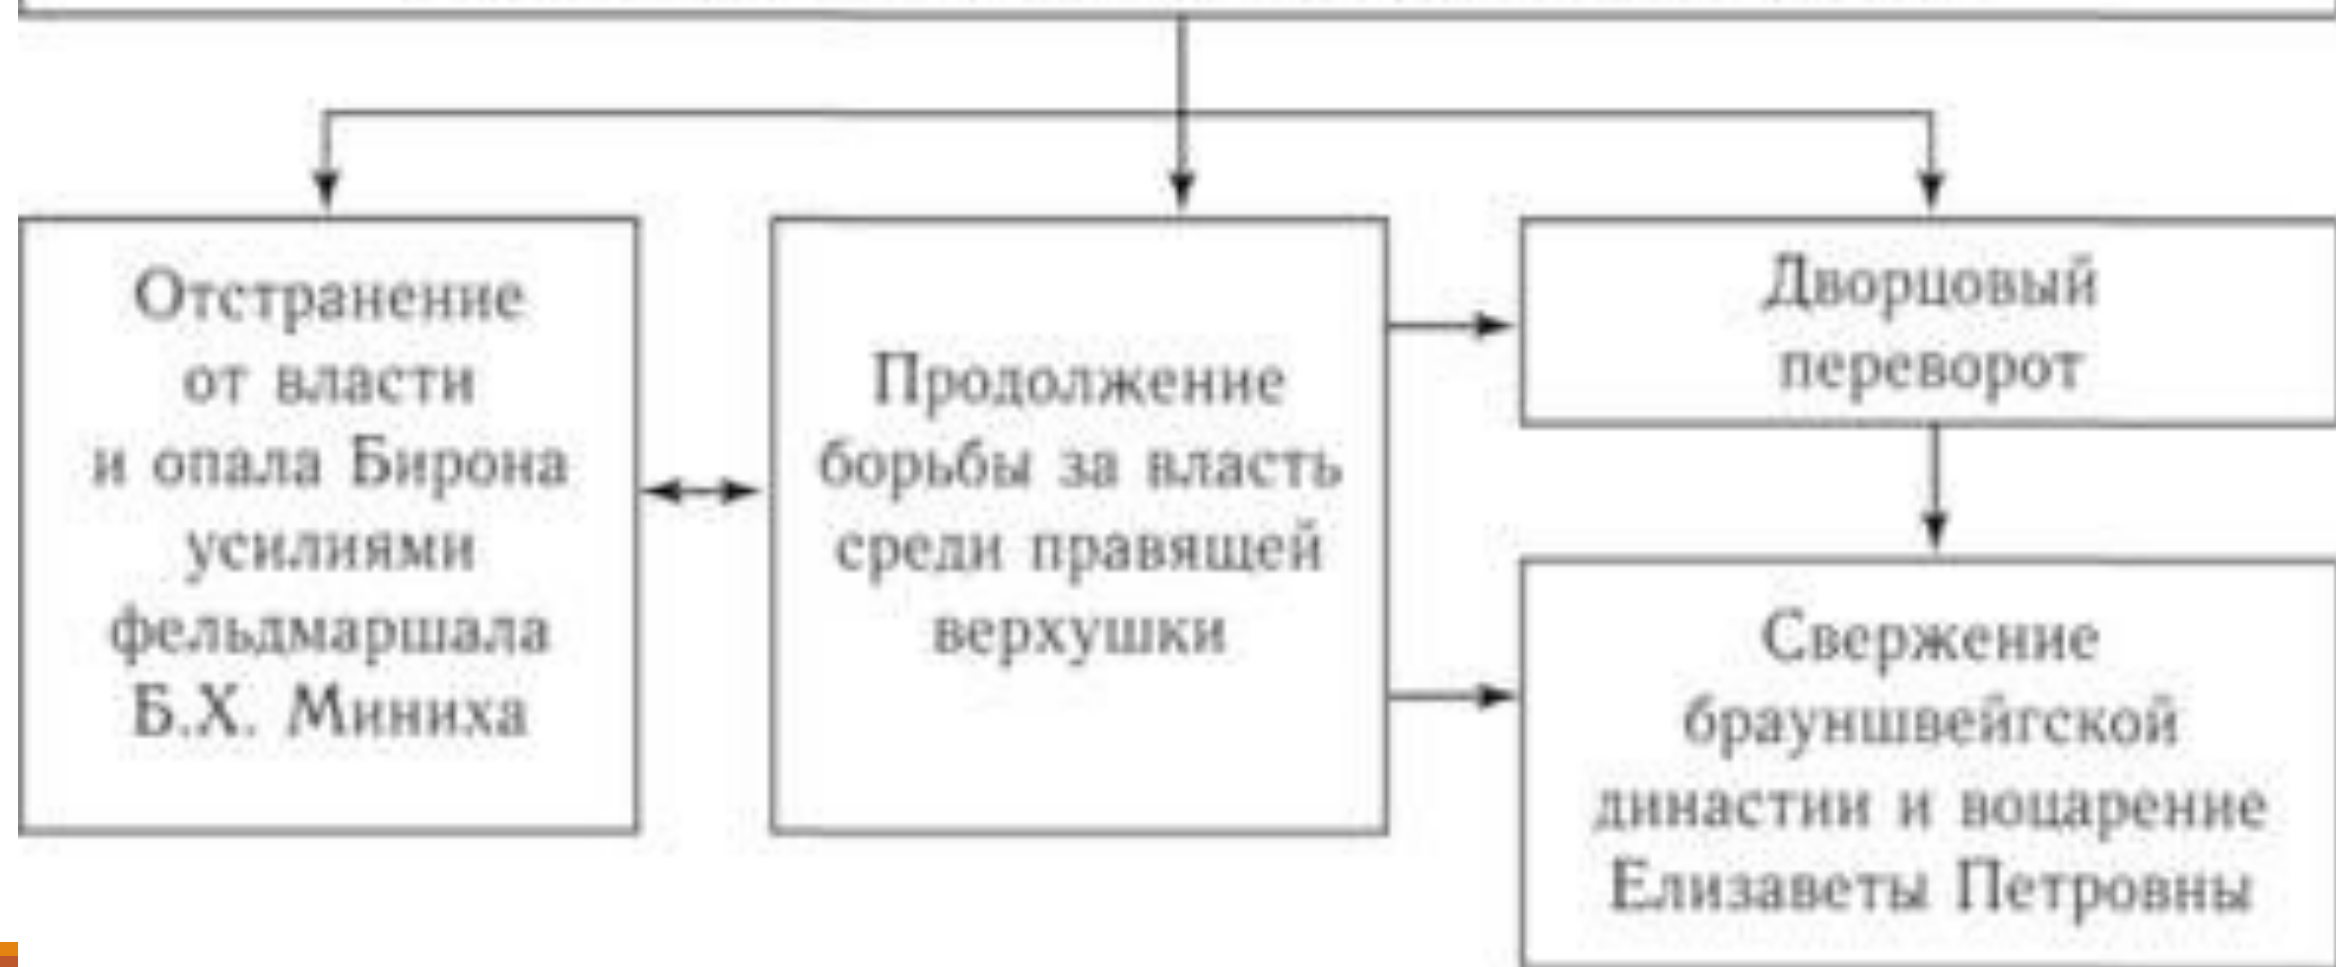 Отстранение
от власти
и опала Бирона
усилиями
фельдмаршала
Б.Х. Миниха
Продолжение
борьбы за власть
среди правящей
верхушки
Дворцовый
переворот
Свержение
брауншвейгской
династии и воцарение
Елизаветы Петровны